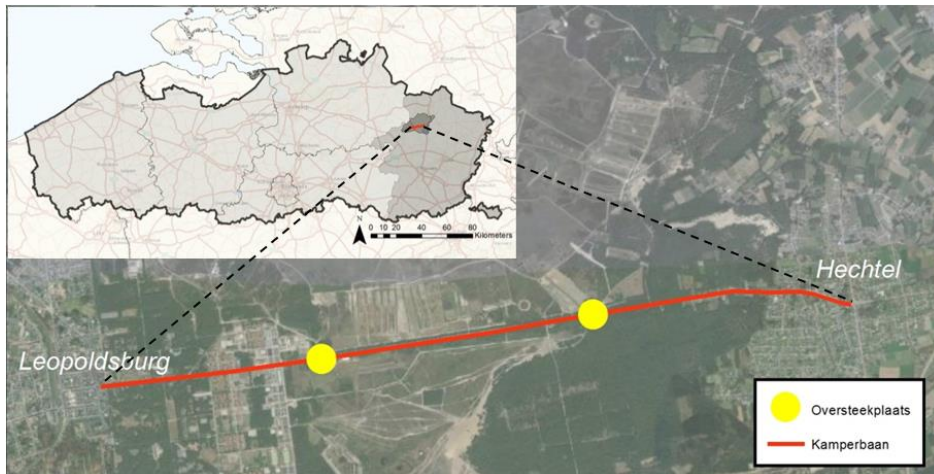 N
0 10 20 40 60 80
Kilometers
Hechtel
Leopoldsburg
Oversteekplaats
Kamperbaan